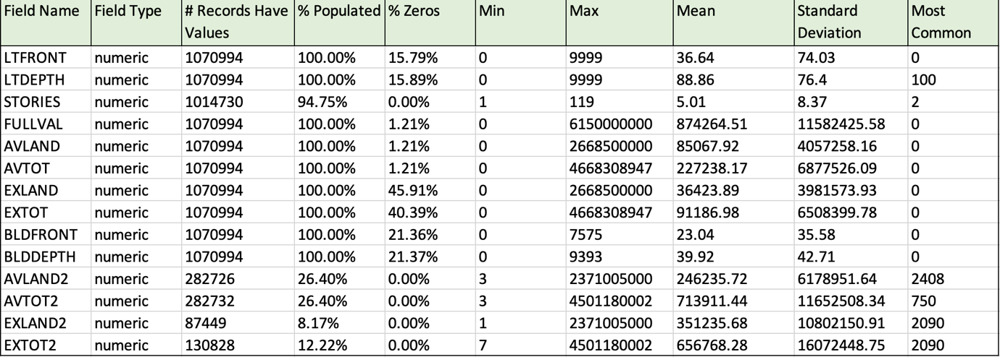 Field Name Field Type # Records Have Values % Populated % Zeros Min Max Mean Standard Deviation Most Common
LTFRONT numeric 1070994 100.00% 15.79% 0 9999 36.64 74.03 0
LTDEPTH numeric 1070994 100.00% 15.89% 0 9999 88.86 76.4 100
STORIES numeric 1014730 94.75% 0.00% 1 119 5.01 8.37 2
FULLVAL numeric 1070994 100.00% 1.21% 0 6150000000 874264.51 11582425.58 0
AVLAND numeric 1070994 100.00% 1.21% 0 2668500000 85067.92 4057258.16 0
AVTOT numeric 1070994 100.00% 1.21% 0 4668308947 227238.17 6877526.09 0
EXLAND numeric 1070994 100.00% 45.91% 0 2668500000 36423.89 3981573.93 0
EXTOT numeric 1070994 100.00% 40.39% 0 4668308947 91186.98 6508399.78 0
BLDFRONT numeric 1070994 100.00% 21.36% 0 7575 23.04 35.58 0
BLDDEPTH numeric 1070994 100.00% 21.37% 0 9393 39.92 42.71 0
AVLAND2 numeric 282726 26.40% 0.00% 3 2371005000 246235.72 6178951.64 2408
AVTOT2 numeric 282732 26.40% 0.00% 3 4501180002 713911.44 11652508.34 750
EXLAND2 numeric 87449 8.17% 0.00% 1 2371005000 351235.68 10802150.91 2090
EXTOT2 numeric 130828 12.22% 0.00% 7 4501180002 656768.28 16072448.75 2090